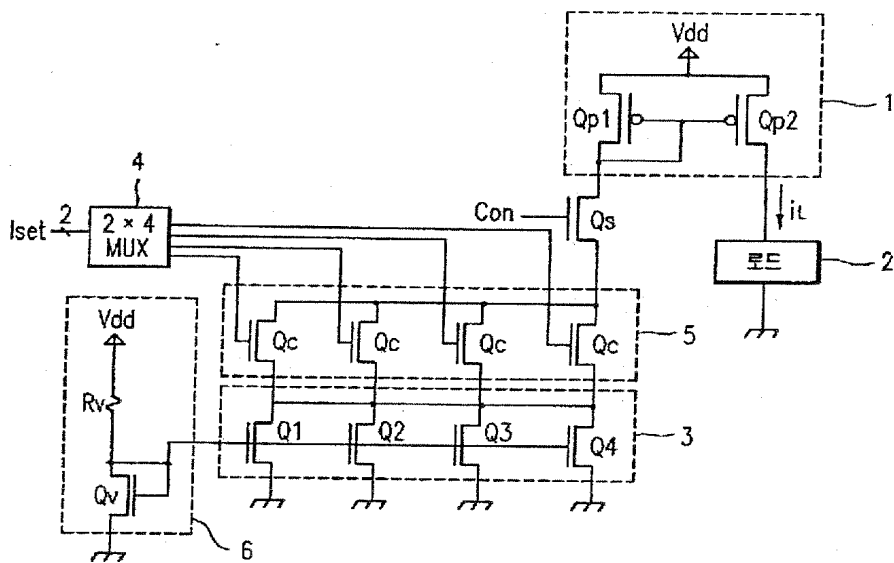 Vdd
1
Qp1
Qp2
4
Con
Qs
iL
Iset
2
2 × 4
MUX
로드
2
Vdd
Qc
Qc
Qc
Qc
5
Rv
Q1
Q2
Q3
Q4
3
Qv
6